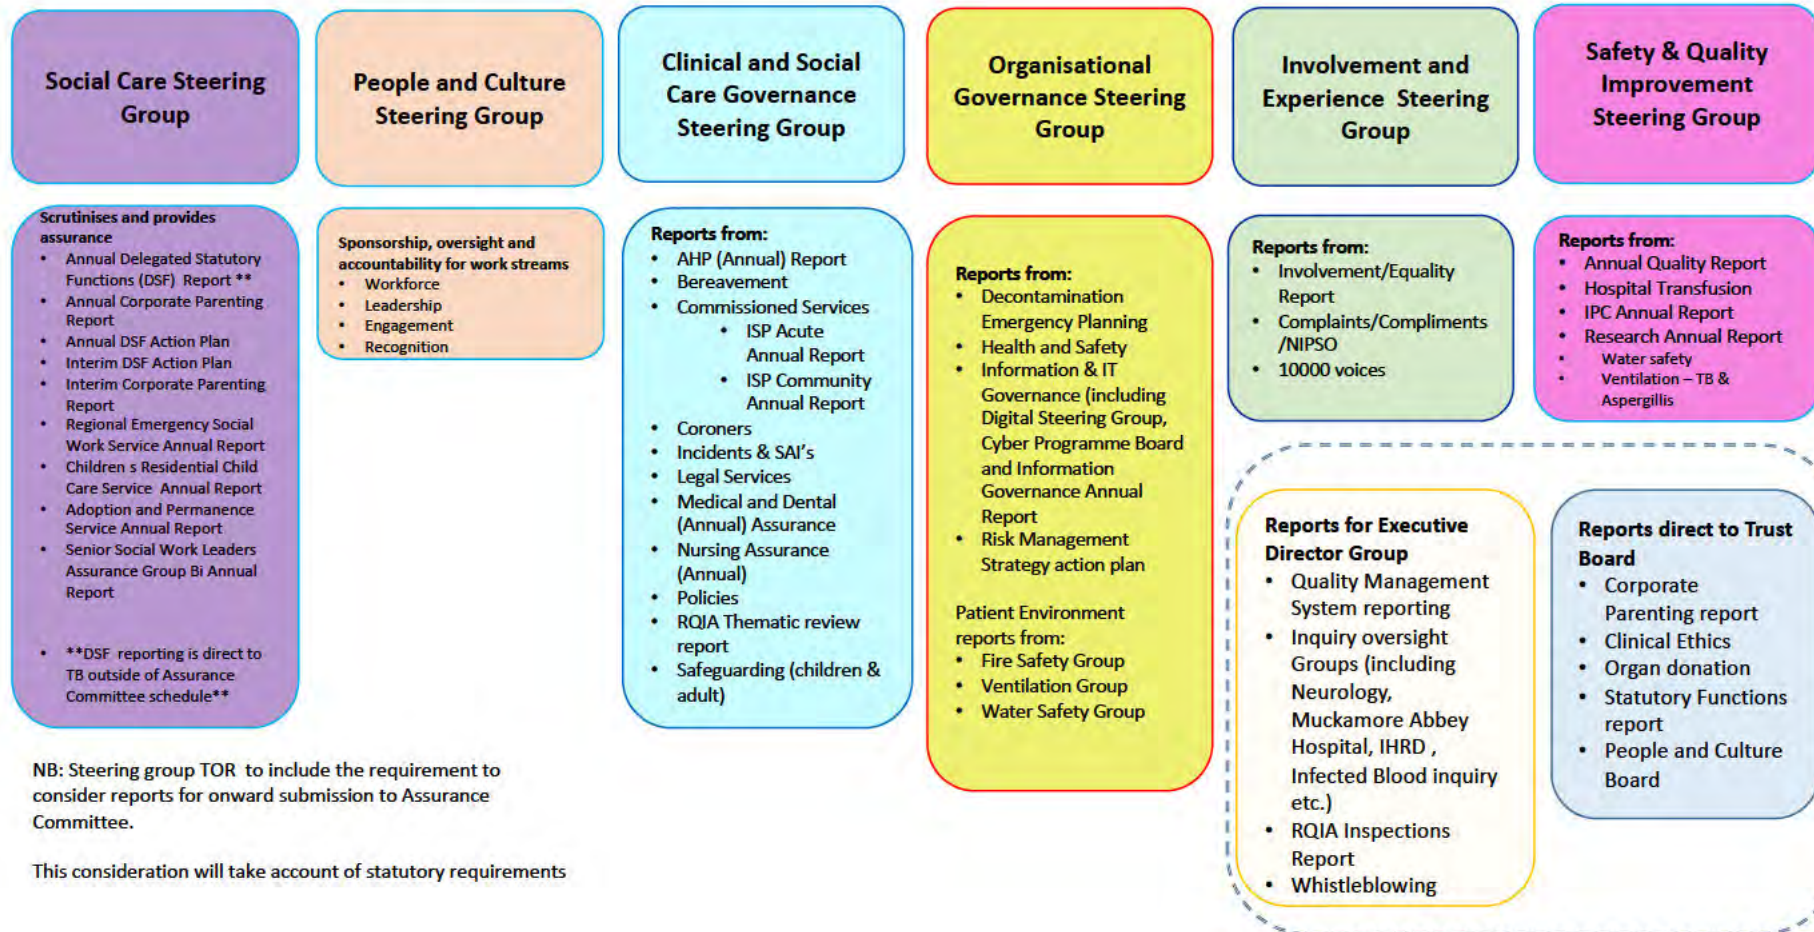 Social Care Steering
Group
People and Culture
Steering Group
Clinical and Social
Care Governance
Steering Group
Organisational
Governance Steering
Group
Involvement and
Experience Steering
Group
Safety & Quality
Improvement
Steering Group
Scrutinises and provides
assurance
• Annual Delegated Statutory
Functions (DSF) Report **
• Annual Corporate Parenting
Report
• Annual DSF Action Plan
• Interim DSF Action Plan
• Interim Corporate Parenting
Report
• Regional Emergency Social
Work Service Annual Report
• Children s Residential Child
Care Service Annual Report
• Adoption and Permanence
Service Annual Report
• Senior Social Work Leaders
Assurance Group Bi Annual
Report
• **DSF reporting is direct to
TB outside of Assurance
Committee schedule**
Sponsorship, oversight and
accountability for work streams
• Workforce
• Leadership
• Engagement
• Recognition
Reports from:
• AHP (Annual) Report
• Bereavement
• Commissioned Services
• ISP Acute
Annual Report
• ISP Community
Annual Report
• Coroners
• Incidents & SAI's
• Legal Services
• Medical and Dental
(Annual) Assurance
• Nursing Assurance
(Annual)
• Policies
• RQIA Thematic review
report
• Safeguarding (children &
adult)
Reports from:
• Decontamination
Emergency Planning
• Health and Safety
• Information & IT
Governance (including
Digital Steering Group,
Cyber Programme Board
and Information
Governance Annual
Report
• Risk Management
Strategy action plan
Patient Environment
reports from:
• Fire Safety Group
• Ventilation Group
• Water Safety Group
Reports from:
• Involvement/Equality
Report
• Complaints/Compliments
/NIPSO
• 10000 voices
Reports from:
• Annual Quality Report
• Hospital Transfusion
• IPC Annual Report
• Research Annual Report
• Water safety
• Ventilation – TB &
Aspergillis
Reports for Executive
Director Group
• Quality Management
System reporting
• Inquiry oversight
Groups (including
Neurology,
Muckamore Abbey
Hospital, IHRD ,
Infected Blood inquiry
etc.)
• RQIA Inspections
Report
• Whistleblowing
Reports direct to Trust
Board
• Corporate
Parenting report
• Clinical Ethics
• Organ donation
• Statutory Functions
report
• People and Culture
Board
NB: Steering group TOR to include the requirement to
consider reports for onward submission to Assurance
Committee.
This consideration will take account of statutory requirements